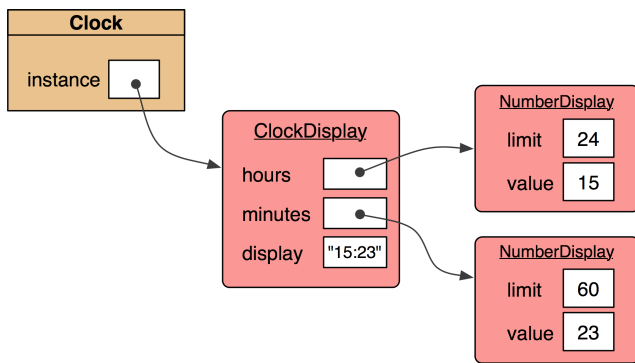 Clock
instance
ClockDisplay
hours
minutes
display "15:23"
NumberDisplay
limit 24
value 15
NumberDisplay
limit 60
value 23